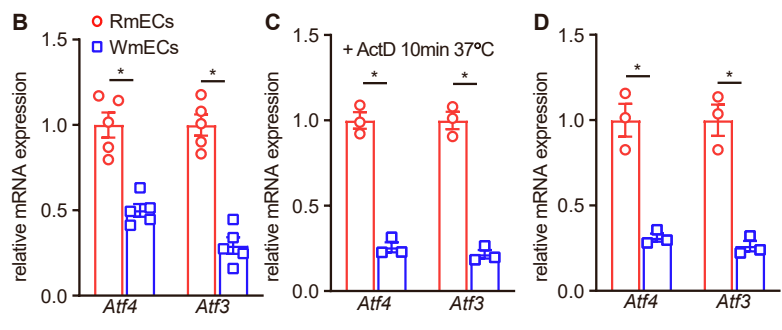 B
RmECs
WmECs
relative mRNA expression
1.5
1.0
0.5
0.0
*
*
Atf4
Atf3
C
+ ActD 10min 37ºC
relative mRNA expression
1.5
1.0
0.5
0.0
*
*
Atf4
Atf3
D
relative mRNA expression
1.5
1.0
0.5
0.0
*
*
Atf4
Atf3